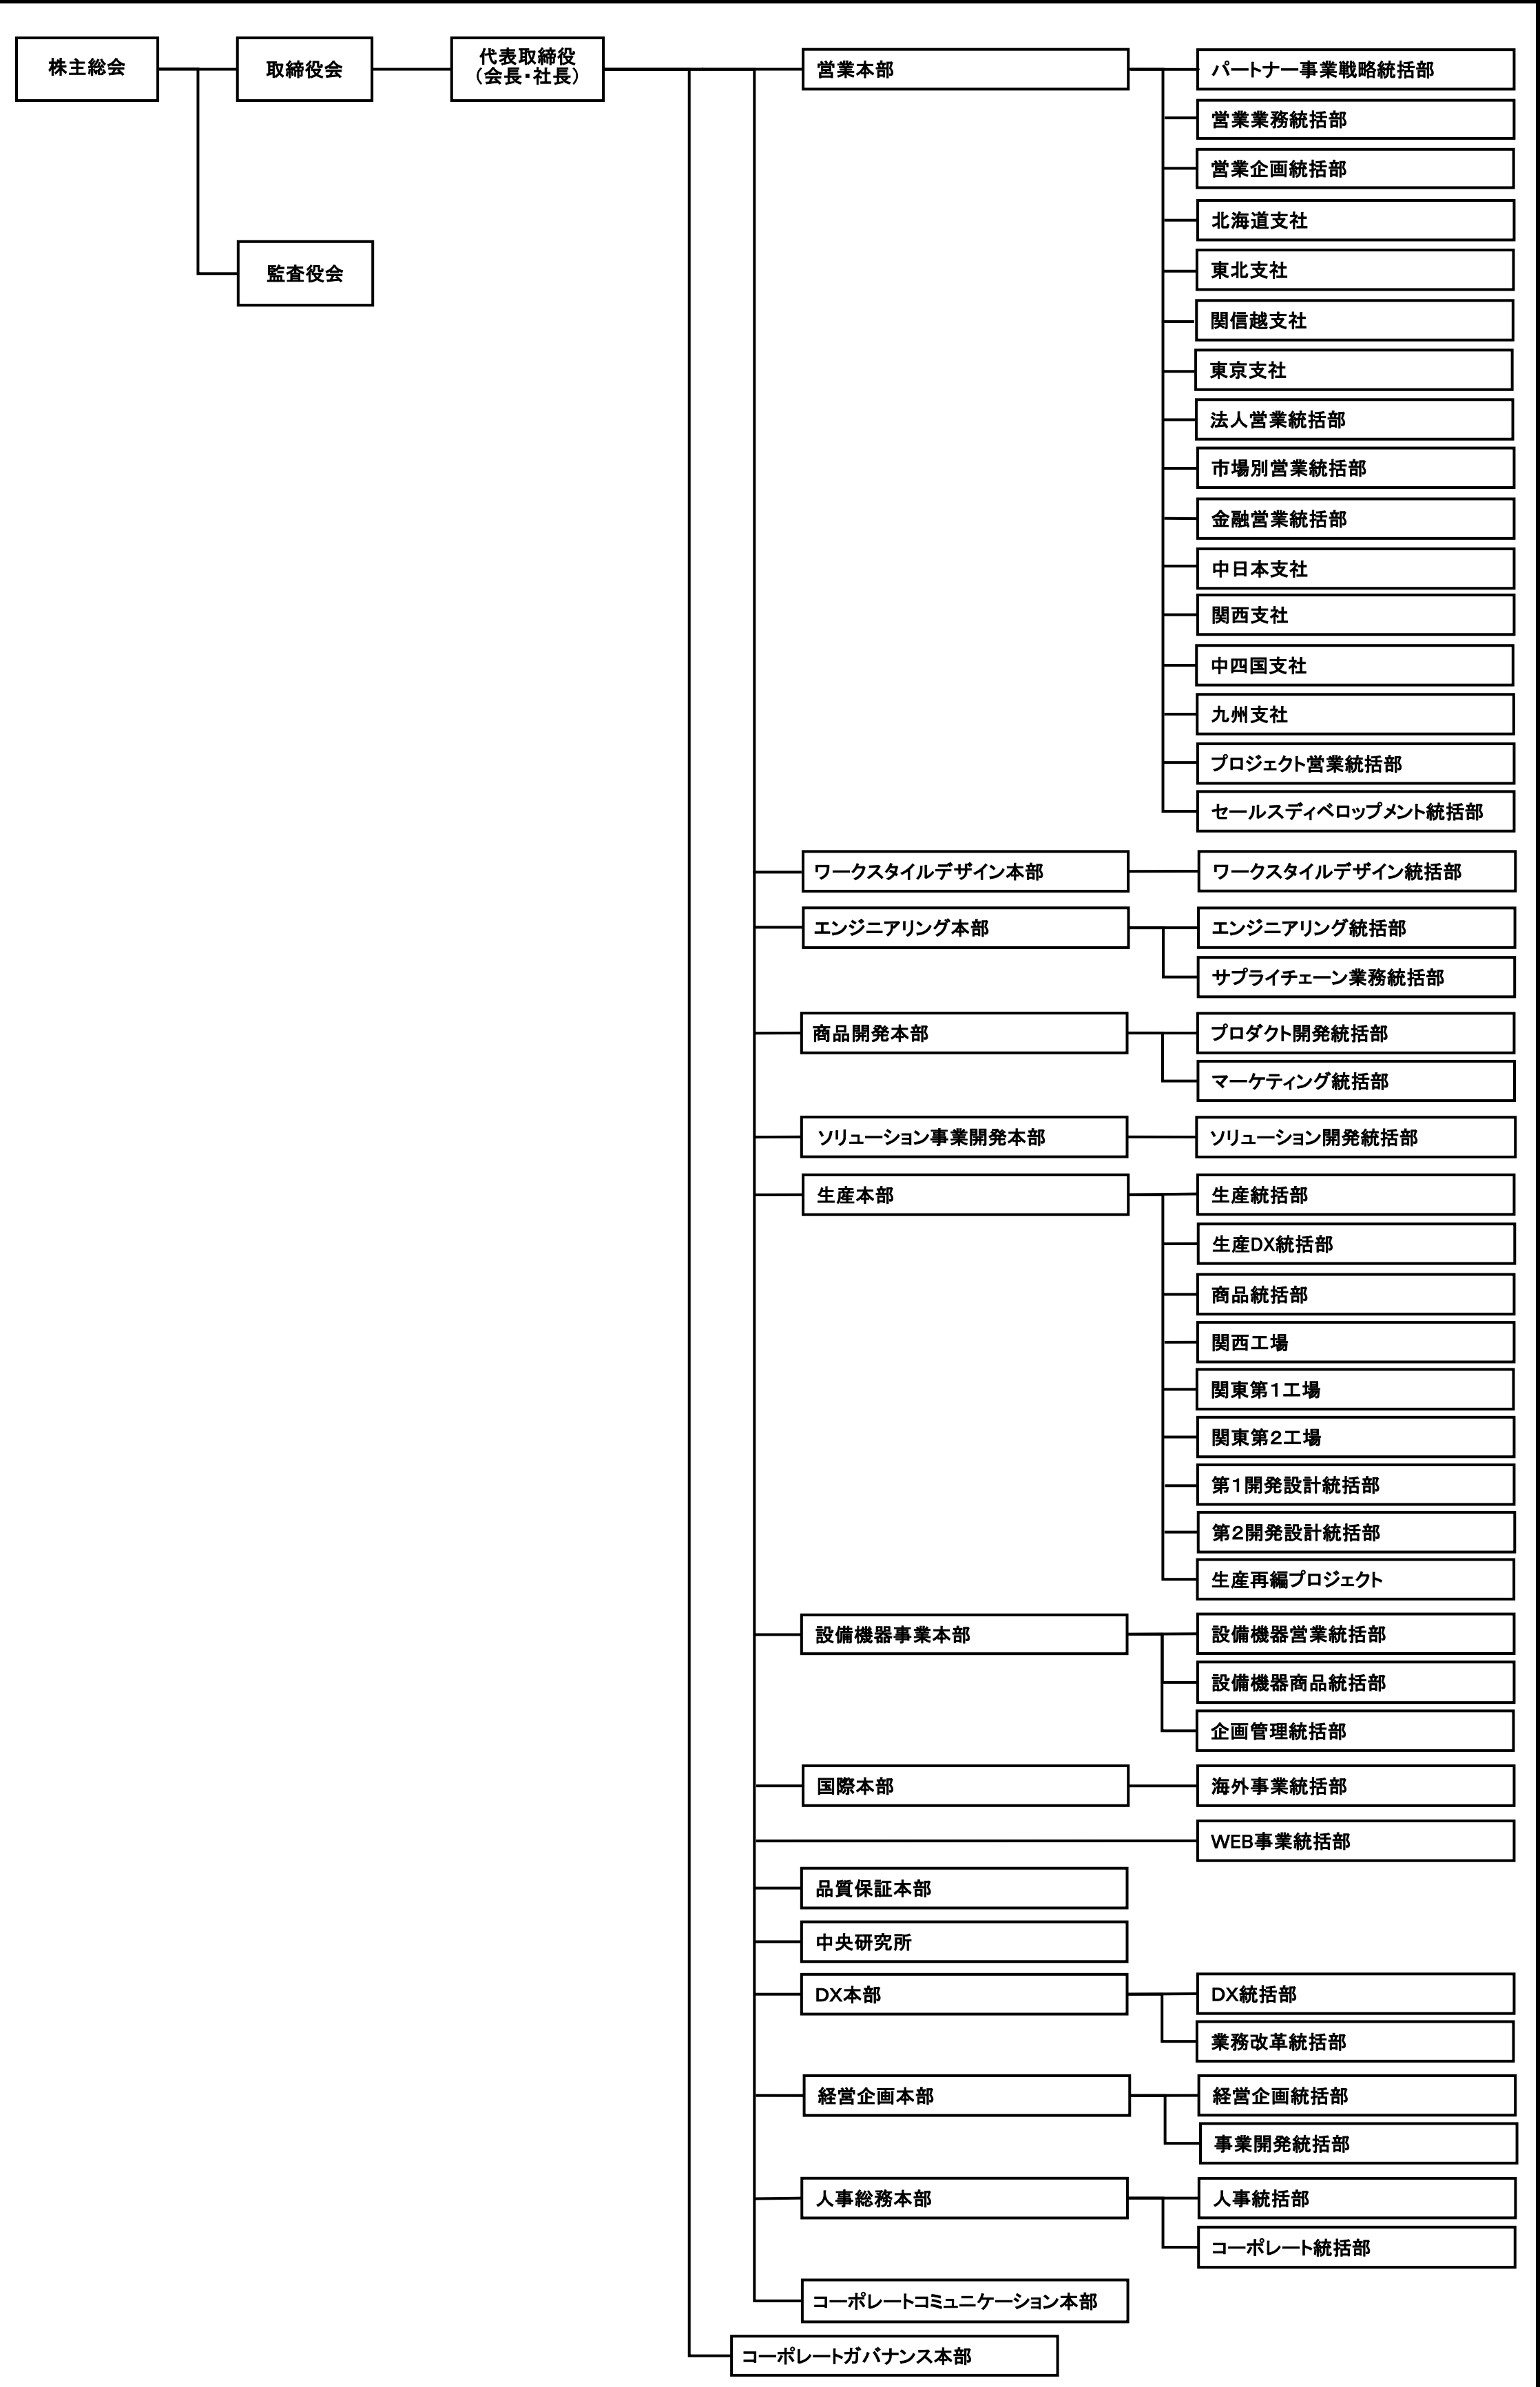 株主総会
取締役会
代表取締役
（会長・社長）
監査役会
営業本部
パートナー事業戦略統括部
営業業務統括部
営業企画統括部
北海道支社
東北支社
関信越支社
東京支社
法人営業統括部
市場別営業統括部
金融営業統括部
中日本支社
関西支社
中四国支社
九州支社
プロジェクト営業統括部
セールスディベロップメント統括部
ワークスタイルデザイン本部
ワークスタイルデザイン統括部
エンジニアリング本部
エンジニアリング統括部
サプライチェーン業務統括部
商品開発本部
プロダクト開発統括部
マーケティング統括部
ソリューション事業開発本部
ソリューション開発統括部
生産本部
生産統括部
生産DX統括部
商品統括部
関西工場
関東第1工場
関東第2工場
第1開発設計統括部
第2開発設計統括部
生産再編プロジェクト
設備機器事業本部
設備機器営業統括部
設備機器商品統括部
企画管理統括部
国際本部
海外事業統括部
WEB事業統括部
品質保証本部
中央研究所
DX本部
DX統括部
業務改革統括部
経営企画本部
経営企画統括部
事業開発統括部
人事総務本部
人事統括部
コーポレート統括部
コーポレートコミュニケーション本部
コーポレートガバナンス本部